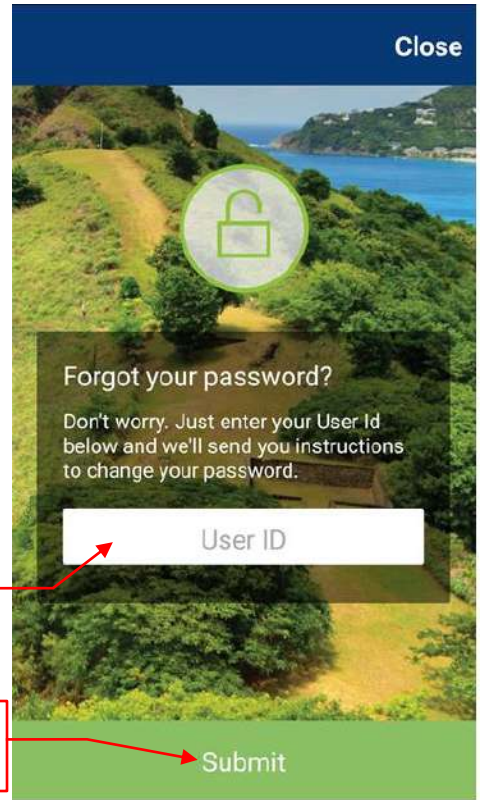 Close
Forgot your password?
Don't worry. Just enter your User Id
below and we'll send you instructions
to change your password.
User ID
Submit